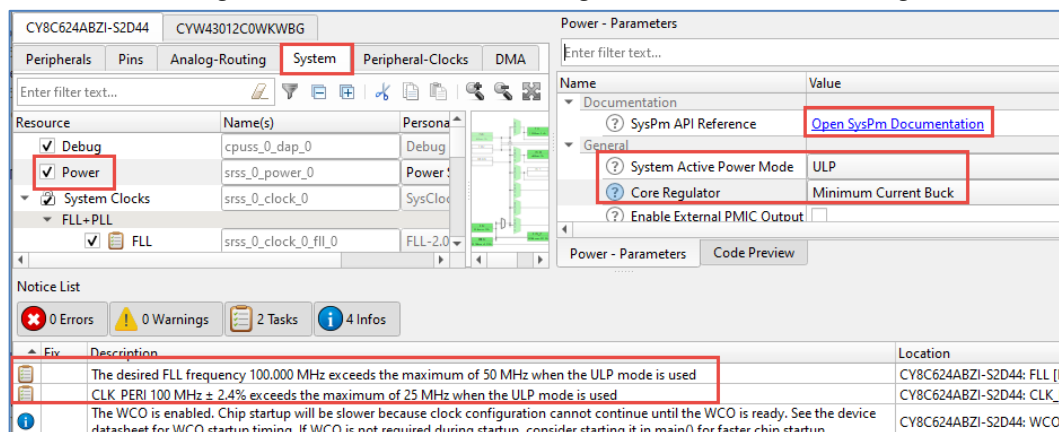 CY8C624ABZI-S2D44 CYW43012C0WKWBG
Peripherals Pins Analog-Routing System Peripheral-Clocks DMA
Enter filter text...
Resource Name(s) Persona
Debug cpuss_0_dap_0 Debug
Power srss_0_power_0 Power
System Clocks srss_0_clock_0 SysCloc
FLL+PLL
FLL srss_0_clock_0_fll_0 FLL-2.0
Power - Parameters
Enter filter text...
Name Value
Documentation
SysPm API Reference Open SysPm Documentation
General
System Active Power Mode ULP
Core Regulator Minimum Current Buck
Enable External PMIC Output
Power - Parameters Code Preview
Notice List
0 Errors 0 Warnings 2 Tasks 4 Infos
Fix Description Location
The desired FLL frequency 100.000 MHz exceeds the maximum of 50 MHz when the ULP mode is used CY8C624ABZI-S2D44: FLL
CLK_PERI 100 MHz ± 2.4% exceeds the maximum of 25 MHz when the ULP mode is used CY8C624ABZI-S2D44: CLK_
The WCO is enabled. Chip startup will be slower because clock configuration cannot continue until the WCO is ready. See the device CY8C624ABZI-S2D44: WCO
datasheet for WCO startup timing. If WCO is not required during startup, consider starting it in main() for faster chip startup.